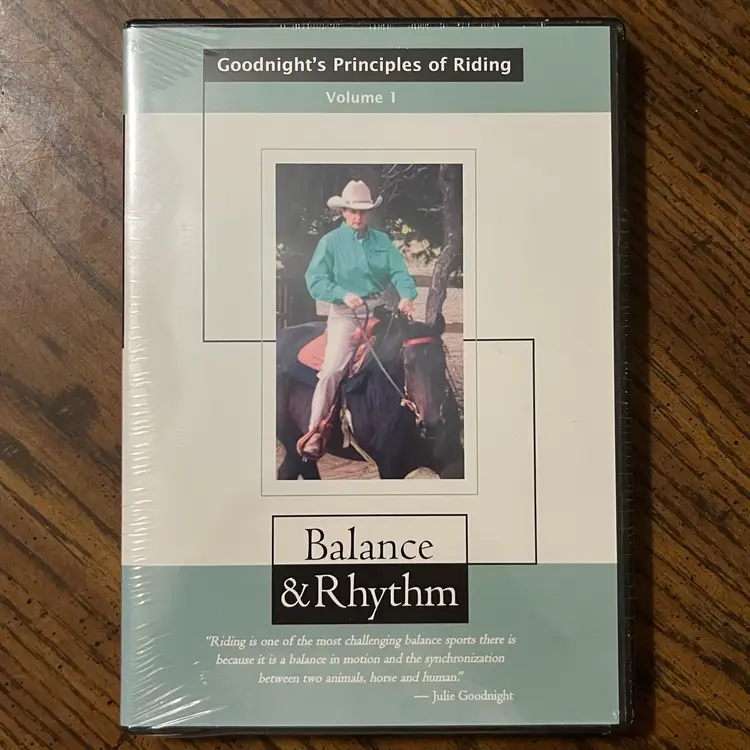 Goodnight's Principles of Riding
Volume 1
Balance
& Rhythm
"Riding is one of the most challenging balance sports there is
because it is a balance in motion and the synchronization
between two animals, horse and human."
— Julie Goodnight